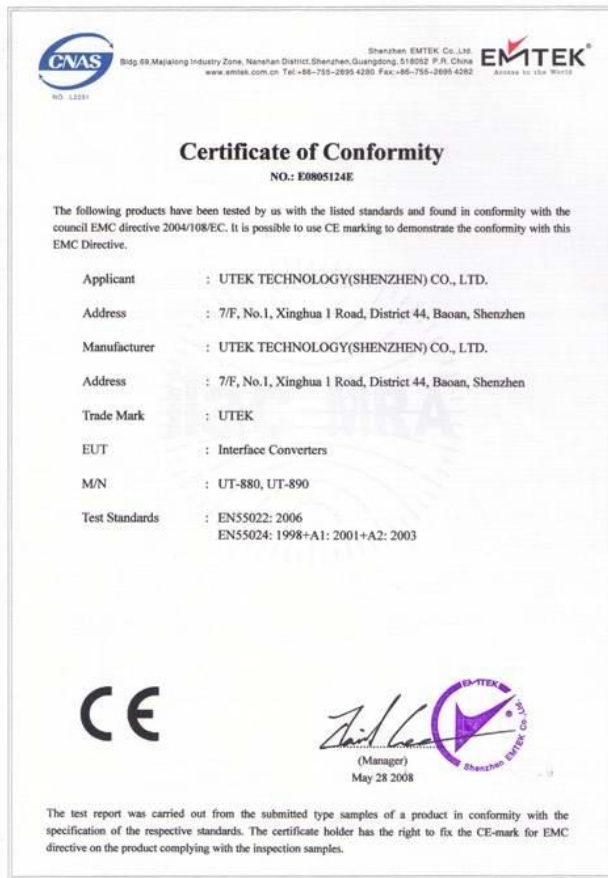 CNAS
NO. L2291
Shenzhen EMTEK Co.,Ltd.
Bldg.69,Majialong Industry Zone, Nanshan District,Shenzhen,Guangdong, 518052 P.R. China
www.emtek.com.cn Tel:+86-755-2695 4280 Fax:+86-755-2695 4282
EMTEK®
Access to the World
Certificate of Conformity
NO.: E0805124E
The following products have been tested by us with the listed standards and found in conformity with the
council EMC directive 2004/108/EC. It is possible to use CE marking to demonstrate the conformity with this
EMC Directive.
Applicant : UTEK TECHNOLOGY(SHENZHEN) CO., LTD.
Address : 7/F, No.1, Xinghua 1 Road, District 44, Baoan, Shenzhen
Manufacturer : UTEK TECHNOLOGY(SHENZHEN) CO., LTD.
Address : 7/F, No.1, Xinghua 1 Road, District 44, Baoan, Shenzhen
Trade Mark : UTEK
EUT : Interface Converters
M/N : UT-880, UT-890
Test Standards : EN55022: 2006
EN55024: 1998+A1: 2001+A2: 2003
CE
EMTEK
Shenzhen EMTEK Co., Ltd.
(Manager)
May 28 2008
The test report was carried out from the submitted type samples of a product in conformity with the
specification of the respective standards. The certificate holder has the right to fix the CE-mark for EMC
directive on the product complying with the inspection samples.